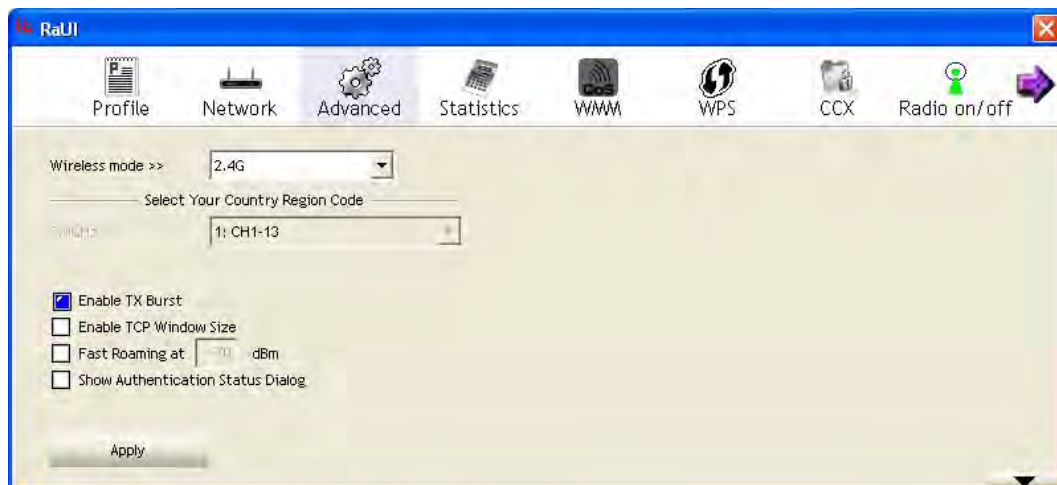 RaUI
Profile Network Advanced Statistics WMM WPS CCX Radio on/off
QoS
Wireless mode >> 2.4G
Select Your Country Region Code
1: CH1-13
Enable TX Burst
Enable TCP Window Size
Fast Roaming at dBm
Show Authentication Status Dialog
Apply